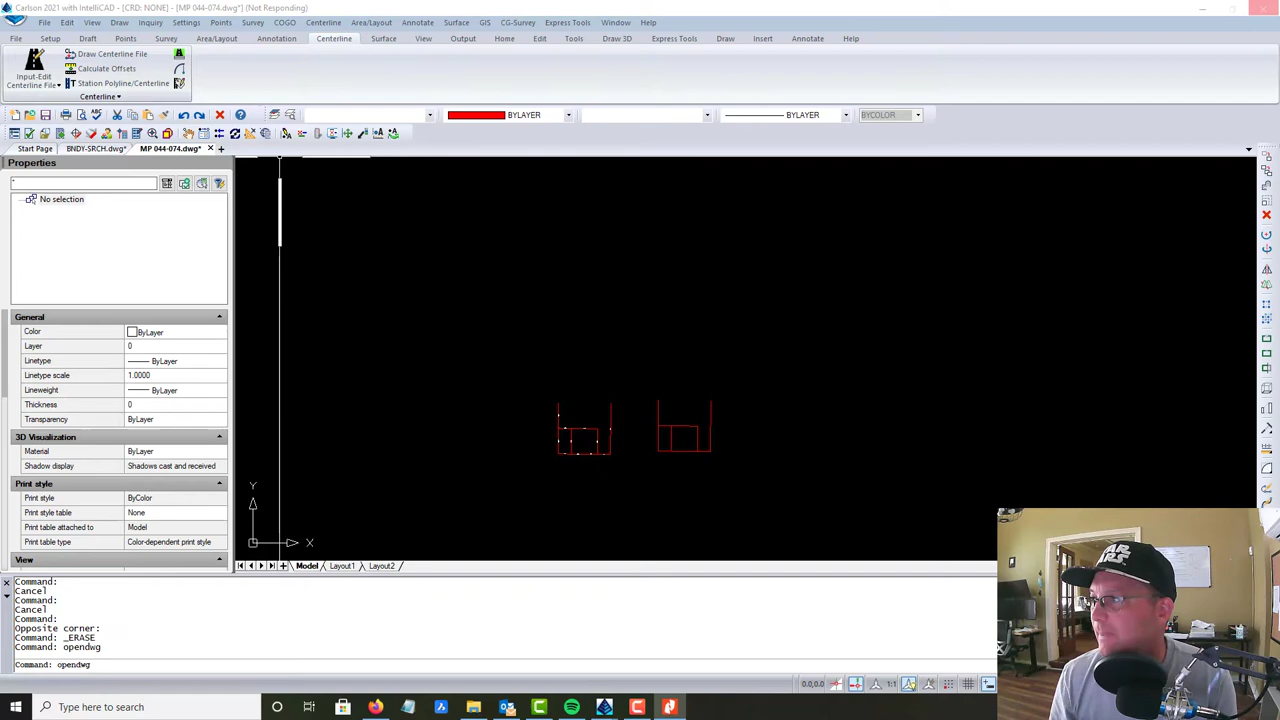 Carlson 2021 with IntelliCAD - [CRD: NONE] - [MP 044-074.dwg*] (Not Responding)
File Edit View Draw Inquiry Settings Points Survey COGO Centerline Area/Layout Annotate Surface GIS CG-Survey Express Tools Window Help
File Setup Draft Points Survey Area/Layout Annotation Centerline Surface View Output Home Edit Tools Draw 3D Express Tools Draw Insert Annotate Help
Input-Edit
Centerline File
Draw Centerline File
Calculate Offsets
Station Polyline/Centerline
Centerline
BYLAYER BYLAYER BYCOLOR
Start Page BNDY-SRCH.dwg* MP 044-074.dwg*
Properties
*
No selection
General
Color ByLayer
Layer 0
Linetype ByLayer
Linetype scale 1.0000
Lineweight ByLayer
Thickness 0
Transparency ByLayer
3D Visualization
Material ByLayer
Shadow display Shadows cast and received
Print style
Print style ByColor
Print style table None
Print table attached to Model
Print table type Color-dependent print style
View
Y
X
Model Layout1 Layout2
Command:
Cancel
Command:
Cancel
Command:
Opposite corner:
Command: _ERASE
Command: opendwg
Command: opendwg
0.0,0.0 1:1
Type here to search